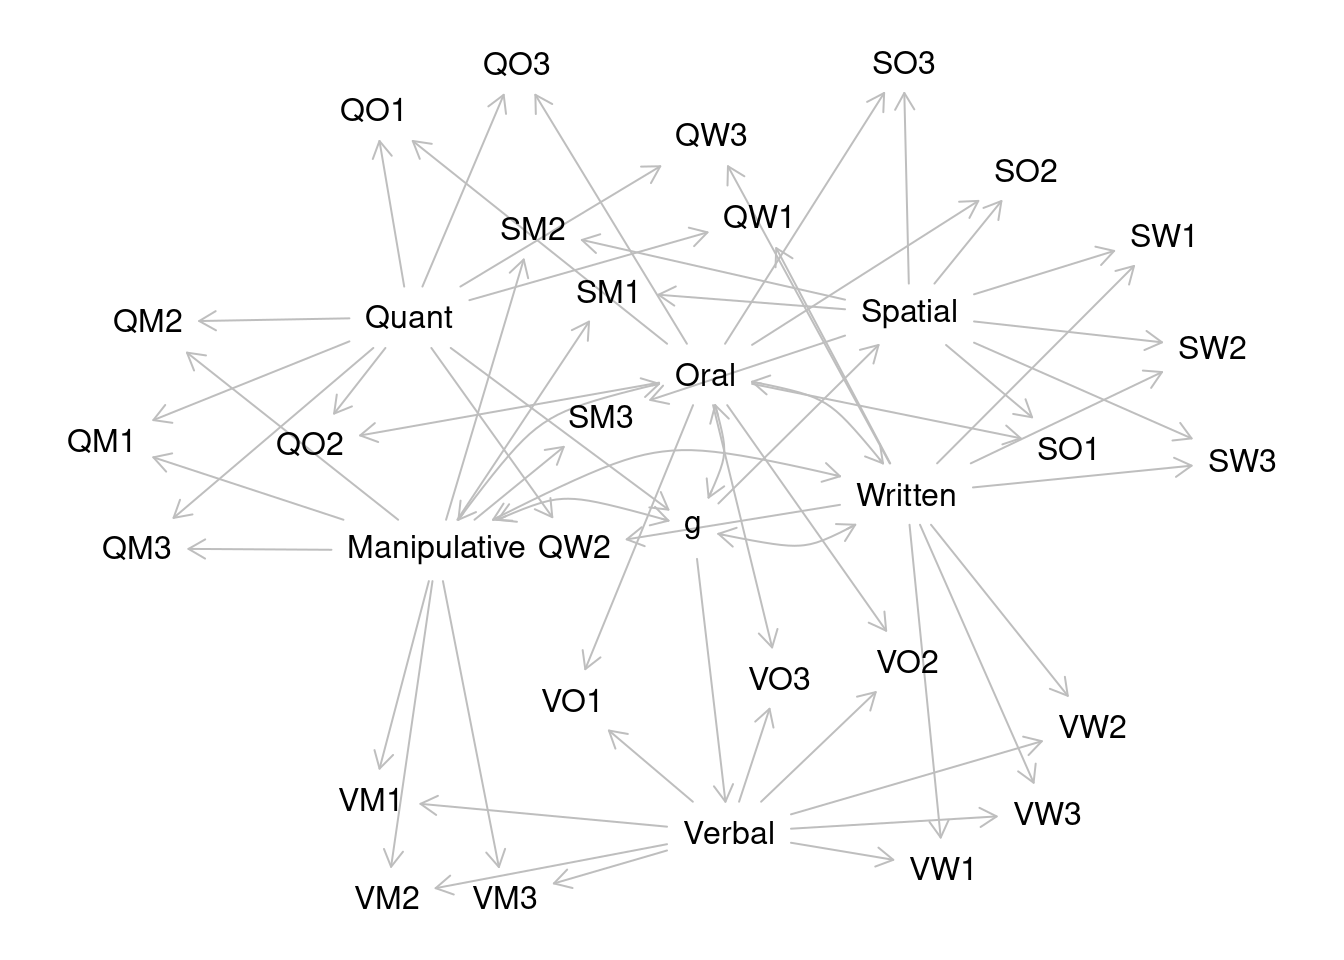 QO3
SO3
QO1
QW3
SO2
QW1
SM2
SW1
SM1
Spatial
Quant
QM2
SW2
Oral
SM3
QM1
QO2
SO1
SW3
Written
g
QM3
Manipulative
QW2
VO2
VO3
VO1
VW2
VM1
VW3
Verbal
VW1
VM2
VM3